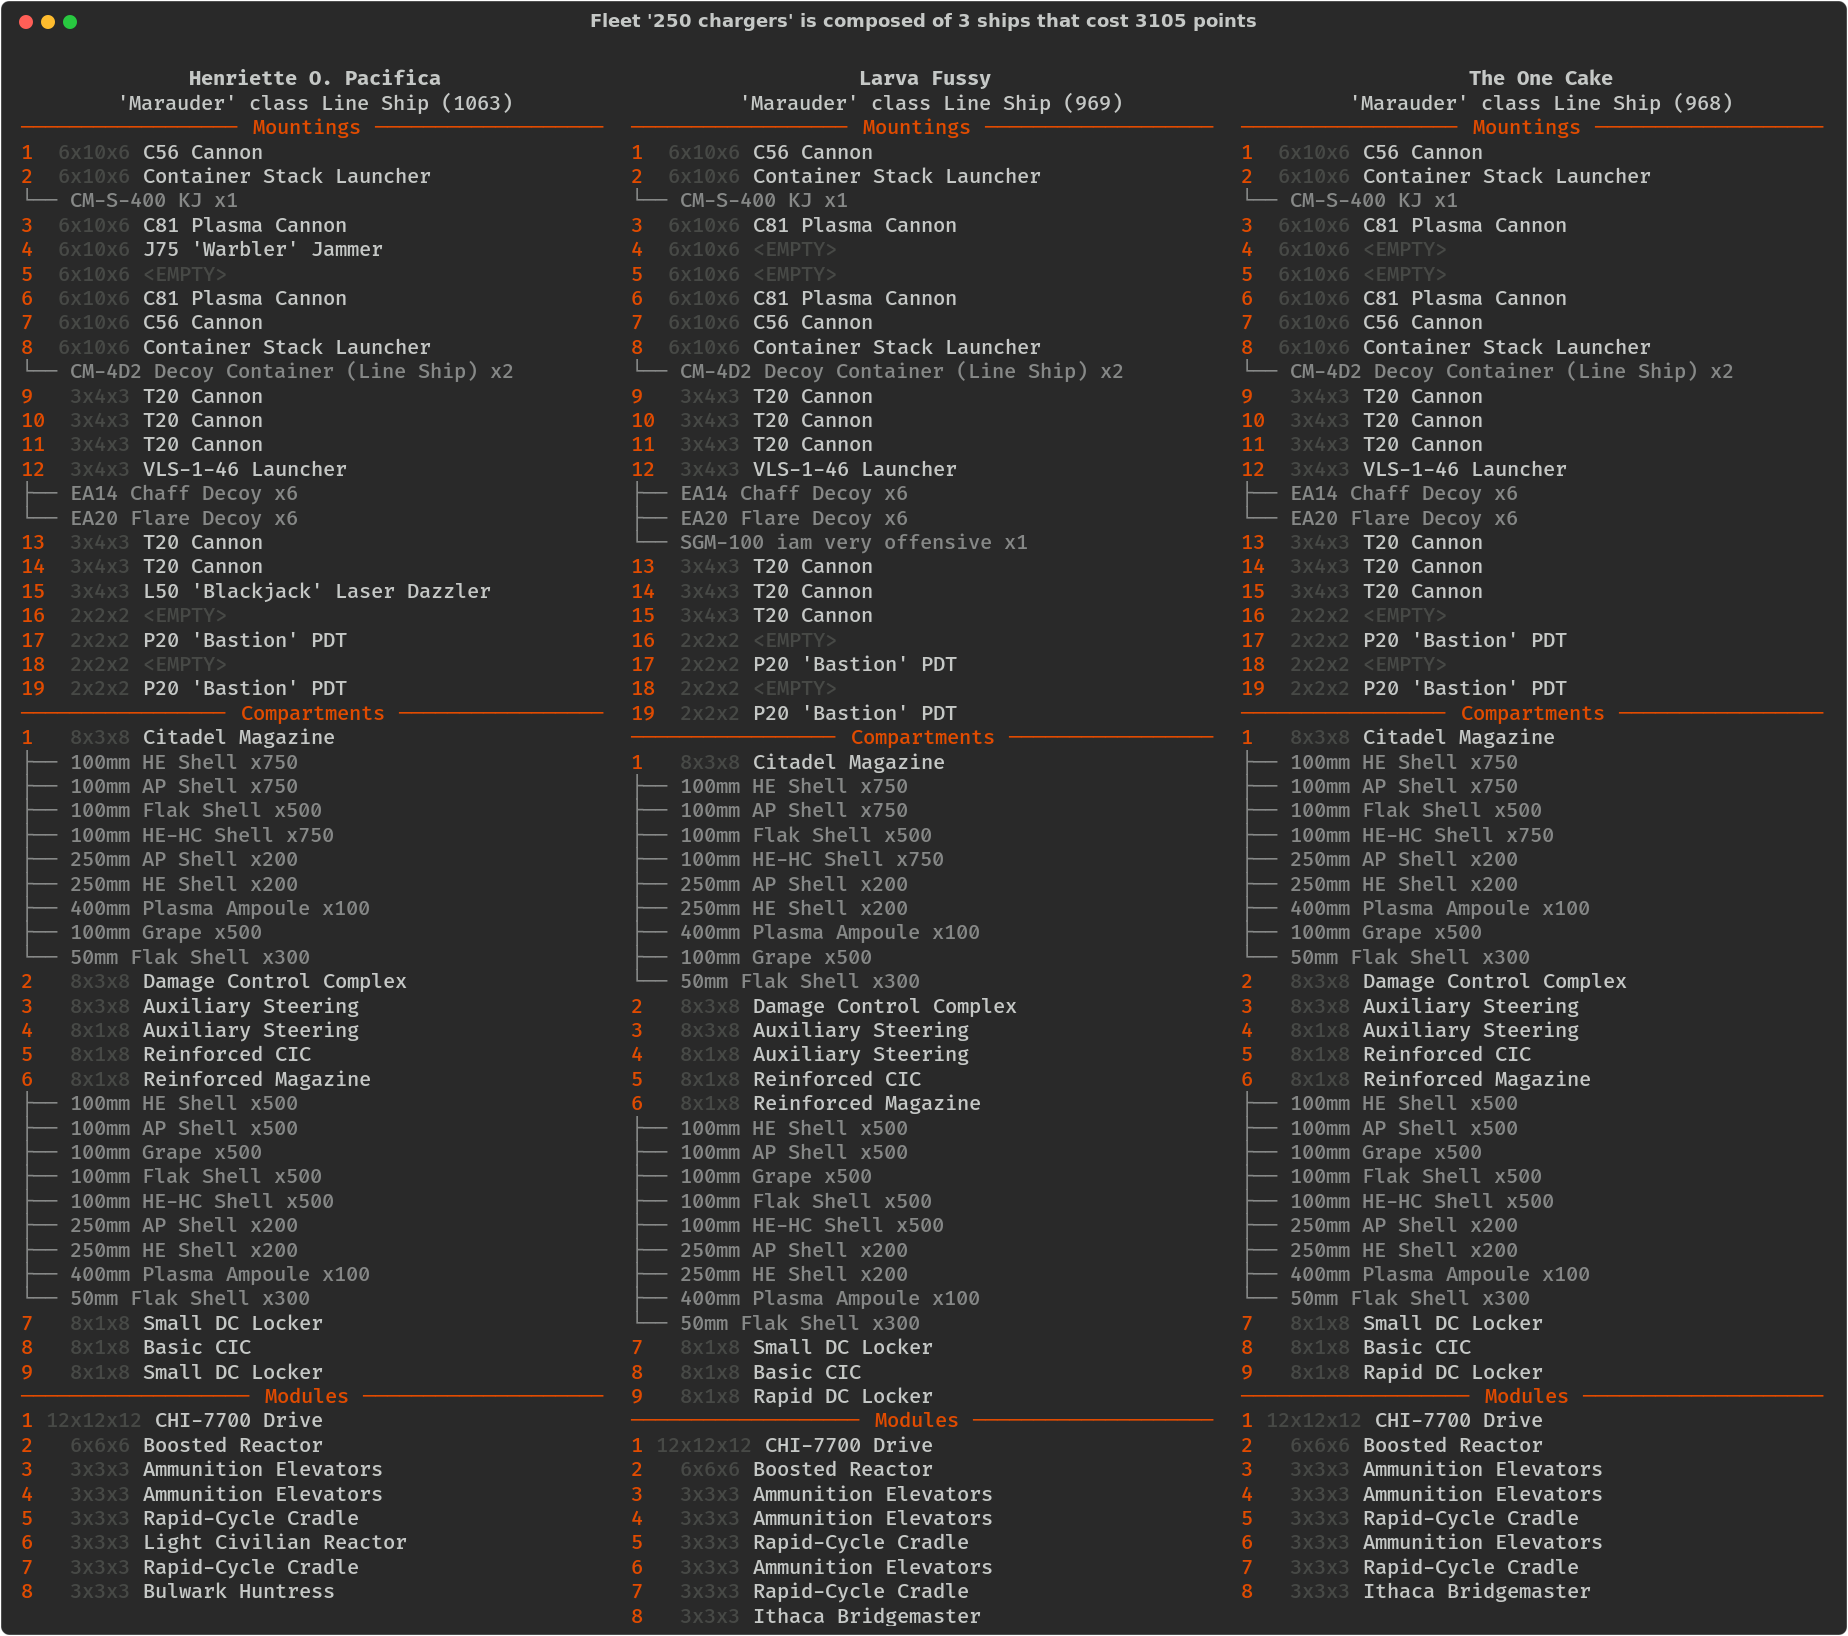 Fleet '250 chargers' is composed of 3 ships that cost 3105 points
Henriette O. Pacifica
'Marauder' class Line Ship (1063)
Mountings
1 6x10x6 C56 Cannon
2 6x10x6 Container Stack Launcher
CM-S-400 KJ x1
3 6x10x6 C81 Plasma Cannon
4 6x10x6 J75 'Warbler' Jammer
5 6x10x6 <EMPTY>
6 6x10x6 C81 Plasma Cannon
7 6x10x6 C56 Cannon
8 6x10x6 Container Stack Launcher
CM-4D2 Decoy Container (Line Ship) x2
9 3x4x3 T20 Cannon
10 3x4x3 T20 Cannon
11 3x4x3 T20 Cannon
12 3x4x3 VLS-1-46 Launcher
EA14 Chaff Decoy x6
EA20 Flare Decoy x6
13 3x4x3 T20 Cannon
14 3x4x3 T20 Cannon
15 3x4x3 L50 'Blackjack' Laser Dazzler
16 2x2x2 <EMPTY>
17 2x2x2 P20 'Bastion' PDT
18 2x2x2 <EMPTY>
19 2x2x2 P20 'Bastion' PDT
Compartments
1 8x3x8 Citadel Magazine
100mm HE Shell x750
100mm AP Shell x750
100mm Flak Shell x500
100mm HE-HC Shell x750
250mm AP Shell x200
250mm HE Shell x200
400mm Plasma Ampoule x100
100mm Grape x500
50mm Flak Shell x300
2 8x3x8 Damage Control Complex
3 8x3x8 Auxiliary Steering
4 8x1x8 Auxiliary Steering
5 8x1x8 Reinforced CIC
6 8x1x8 Reinforced Magazine
100mm HE Shell x500
100mm AP Shell x500
100mm Grape x500
100mm Flak Shell x500
100mm HE-HC Shell x500
250mm AP Shell x200
250mm HE Shell x200
400mm Plasma Ampoule x100
50mm Flak Shell x300
7 8x1x8 Small DC Locker
8 8x1x8 Basic CIC
9 8x1x8 Small DC Locker
Modules
1 12x12x12 CHI-7700 Drive
2 6x6x6 Boosted Reactor
3 3x3x3 Ammunition Elevators
4 3x3x3 Ammunition Elevators
5 3x3x3 Rapid-Cycle Cradle
6 3x3x3 Light Civilian Reactor
7 3x3x3 Rapid-Cycle Cradle
8 3x3x3 Bulwark Huntress
Larva Fussy
'Marauder' class Line Ship (969)
Mountings
1 6x10x6 C56 Cannon
2 6x10x6 Container Stack Launcher
CM-S-400 KJ x1
3 6x10x6 C81 Plasma Cannon
4 6x10x6 <EMPTY>
5 6x10x6 <EMPTY>
6 6x10x6 C81 Plasma Cannon
7 6x10x6 C56 Cannon
8 6x10x6 Container Stack Launcher
CM-4D2 Decoy Container (Line Ship) x2
9 3x4x3 T20 Cannon
10 3x4x3 T20 Cannon
11 3x4x3 T20 Cannon
12 3x4x3 VLS-1-46 Launcher
EA14 Chaff Decoy x6
EA20 Flare Decoy x6
SGM-100 iam very offensive x1
13 3x4x3 T20 Cannon
14 3x4x3 T20 Cannon
15 3x4x3 T20 Cannon
16 2x2x2 <EMPTY>
17 2x2x2 P20 'Bastion' PDT
18 2x2x2 <EMPTY>
19 2x2x2 P20 'Bastion' PDT
Compartments
1 8x3x8 Citadel Magazine
100mm HE Shell x750
100mm AP Shell x750
100mm Flak Shell x500
100mm HE-HC Shell x750
250mm AP Shell x200
250mm HE Shell x200
400mm Plasma Ampoule x100
100mm Grape x500
50mm Flak Shell x300
2 8x3x8 Damage Control Complex
3 8x3x8 Auxiliary Steering
4 8x1x8 Auxiliary Steering
5 8x1x8 Reinforced CIC
6 8x1x8 Reinforced Magazine
100mm HE Shell x500
100mm AP Shell x500
100mm Grape x500
100mm Flak Shell x500
100mm HE-HC Shell x500
250mm AP Shell x200
250mm HE Shell x200
400mm Plasma Ampoule x100
50mm Flak Shell x300
7 8x1x8 Small DC Locker
8 8x1x8 Basic CIC
9 8x1x8 Rapid DC Locker
Modules
1 12x12x12 CHI-7700 Drive
2 6x6x6 Boosted Reactor
3 3x3x3 Ammunition Elevators
4 3x3x3 Ammunition Elevators
5 3x3x3 Rapid-Cycle Cradle
6 3x3x3 Ammunition Elevators
7 3x3x3 Rapid-Cycle Cradle
8 3x3x3 Ithaca Bridgemaster
The One Cake
'Marauder' class Line Ship (968)
Mountings
1 6x10x6 C56 Cannon
2 6x10x6 Container Stack Launcher
CM-S-400 KJ x1
3 6x10x6 C81 Plasma Cannon
4 6x10x6 <EMPTY>
5 6x10x6 <EMPTY>
6 6x10x6 C81 Plasma Cannon
7 6x10x6 C56 Cannon
8 6x10x6 Container Stack Launcher
CM-4D2 Decoy Container (Line Ship) x2
9 3x4x3 T20 Cannon
10 3x4x3 T20 Cannon
11 3x4x3 T20 Cannon
12 3x4x3 VLS-1-46 Launcher
EA14 Chaff Decoy x6
EA20 Flare Decoy x6
13 3x4x3 T20 Cannon
14 3x4x3 T20 Cannon
15 3x4x3 T20 Cannon
16 2x2x2 <EMPTY>
17 2x2x2 P20 'Bastion' PDT
18 2x2x2 <EMPTY>
19 2x2x2 P20 'Bastion' PDT
Compartments
1 8x3x8 Citadel Magazine
100mm HE Shell x750
100mm AP Shell x750
100mm Flak Shell x500
100mm HE-HC Shell x750
250mm AP Shell x200
250mm HE Shell x200
400mm Plasma Ampoule x100
100mm Grape x500
50mm Flak Shell x300
2 8x3x8 Damage Control Complex
3 8x3x8 Auxiliary Steering
4 8x1x8 Auxiliary Steering
5 8x1x8 Reinforced CIC
6 8x1x8 Reinforced Magazine
100mm HE Shell x500
100mm AP Shell x500
100mm Grape x500
100mm Flak Shell x500
100mm HE-HC Shell x500
250mm AP Shell x200
250mm HE Shell x200
400mm Plasma Ampoule x100
50mm Flak Shell x300
7 8x1x8 Small DC Locker
8 8x1x8 Basic CIC
9 8x1x8 Rapid DC Locker
Modules
1 12x12x12 CHI-7700 Drive
2 6x6x6 Boosted Reactor
3 3x3x3 Ammunition Elevators
4 3x3x3 Ammunition Elevators
5 3x3x3 Rapid-Cycle Cradle
6 3x3x3 Ammunition Elevators
7 3x3x3 Rapid-Cycle Cradle
8 3x3x3 Ithaca Bridgemaster